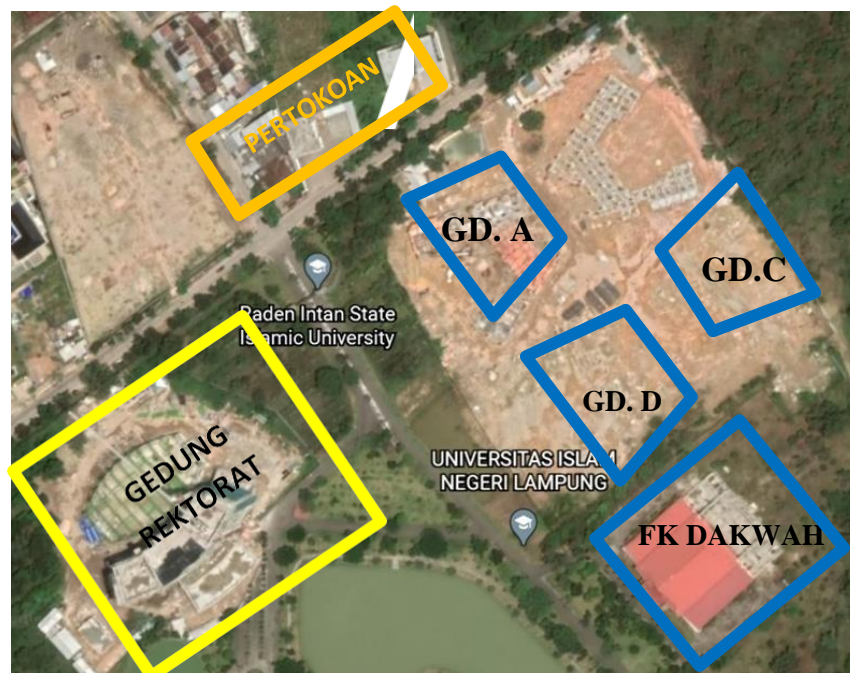 PERTOKOAN
GD. A
GD.C
Raden Intan State
Islamic University
GD. D
GEDUNG
REKTORAT
UNIVERSITAS ISLAM
NEGERI LAMPUNG
FK DAKWAH